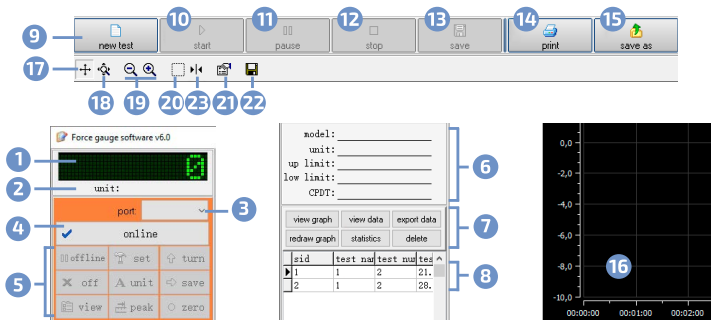 10 11 12 13 14 15
9 new test start pause stop save print save as
17
18 19 20 23 21 22
Force gauge software v6.0
1 0
2 unit:
port: 3
4 online
offline set turn
5 off A unit save
view peak zero
model:
unit:
up limit: 6
low limit:
CPDT:
view graph view data export data
7
redraw graph statistics delete
sid test nam test num tes
1 1 2 21.
8
2 1 2 28.
0,0
-2,0
-4,0
-6,0
-8,0 16
-10,0
00:00:00 00:01:00 00:02:00